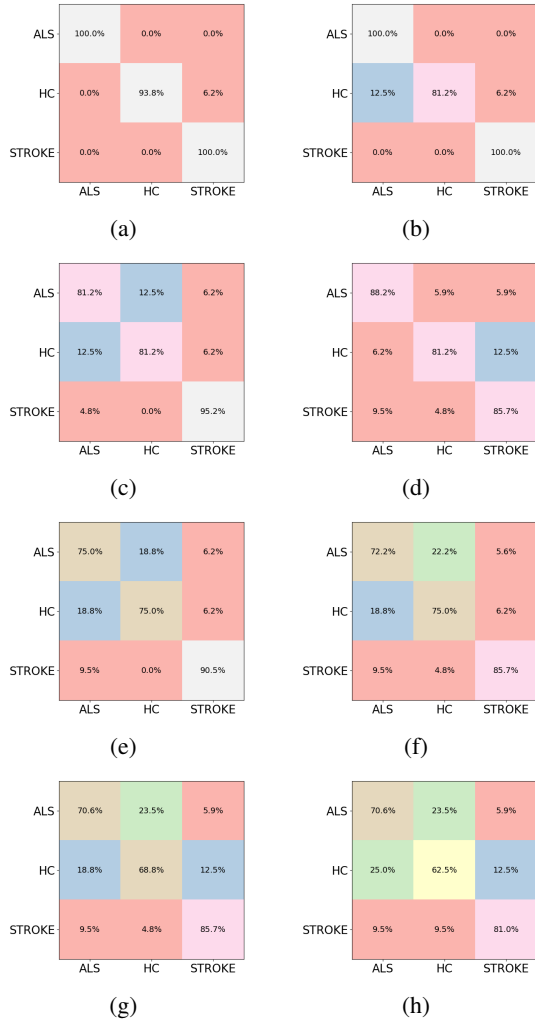 ALS 100.0% 0.0% 0.0%
HC 0.0% 93.8% 6.2%
STROKE 0.0% 0.0% 100.0%
ALS HC STROKE
(a)
ALS 100.0% 0.0% 0.0%
HC 12.5% 81.2% 6.2%
STROKE 0.0% 0.0% 100.0%
ALS HC STROKE
(b)
ALS 81.2% 12.5% 6.2%
HC 12.5% 81.2% 6.2%
STROKE 4.8% 0.0% 95.2%
ALS HC STROKE
(c)
ALS 88.2% 5.9% 5.9%
HC 6.2% 81.2% 12.5%
STROKE 9.5% 4.8% 85.7%
ALS HC STROKE
(d)
ALS 75.0% 18.8% 6.2%
HC 18.8% 75.0% 6.2%
STROKE 9.5% 0.0% 90.5%
ALS HC STROKE
(e)
ALS 72.2% 22.2% 5.6%
HC 18.8% 75.0% 6.2%
STROKE 9.5% 4.8% 85.7%
ALS HC STROKE
(f)
ALS 70.6% 23.5% 5.9%
HC 18.8% 68.8% 12.5%
STROKE 9.5% 4.8% 85.7%
ALS HC STROKE
(g)
ALS 70.6% 23.5% 5.9%
HC 25.0% 62.5% 12.5%
STROKE 9.5% 9.5% 81.0%
ALS HC STROKE
(h)